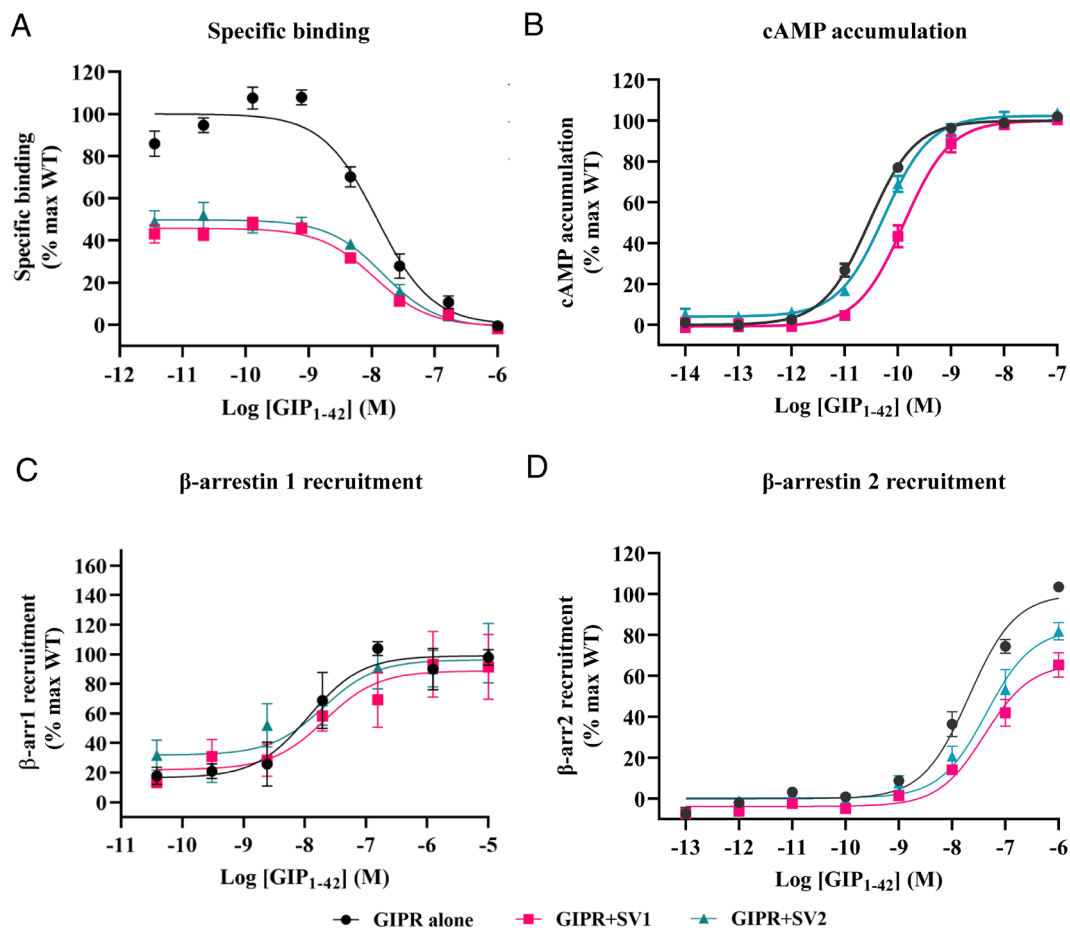 A
Specific binding
Specific binding
(% max WT)
120
100
80
60
40
20
0
-12 -11 -10 -9 -8 -7 -6
Log [GIP1-42] (M)
B
cAMP accumulation
cAMP accumulation
(% max WT)
120
100
80
60
40
20
0
-14 -13 -12 -11 -10 -9 -8 -7
Log [GIP1-42] (M)
C
β-arrestin 1 recruitment
β-arr1 recruitment
(% max WT)
160
140
120
100
80
60
40
20
0
-11 -10 -9 -8 -7 -6 -5
Log [GIP1-42] (M)
D
β-arrestin 2 recruitment
β-arr2 recruitment
(% max WT)
120
100
80
60
40
20
0
-13 -12 -11 -10 -9 -8 -7 -6
Log [GIP1-42] (M)
GIPR alone GIPR+SV1 GIPR+SV2